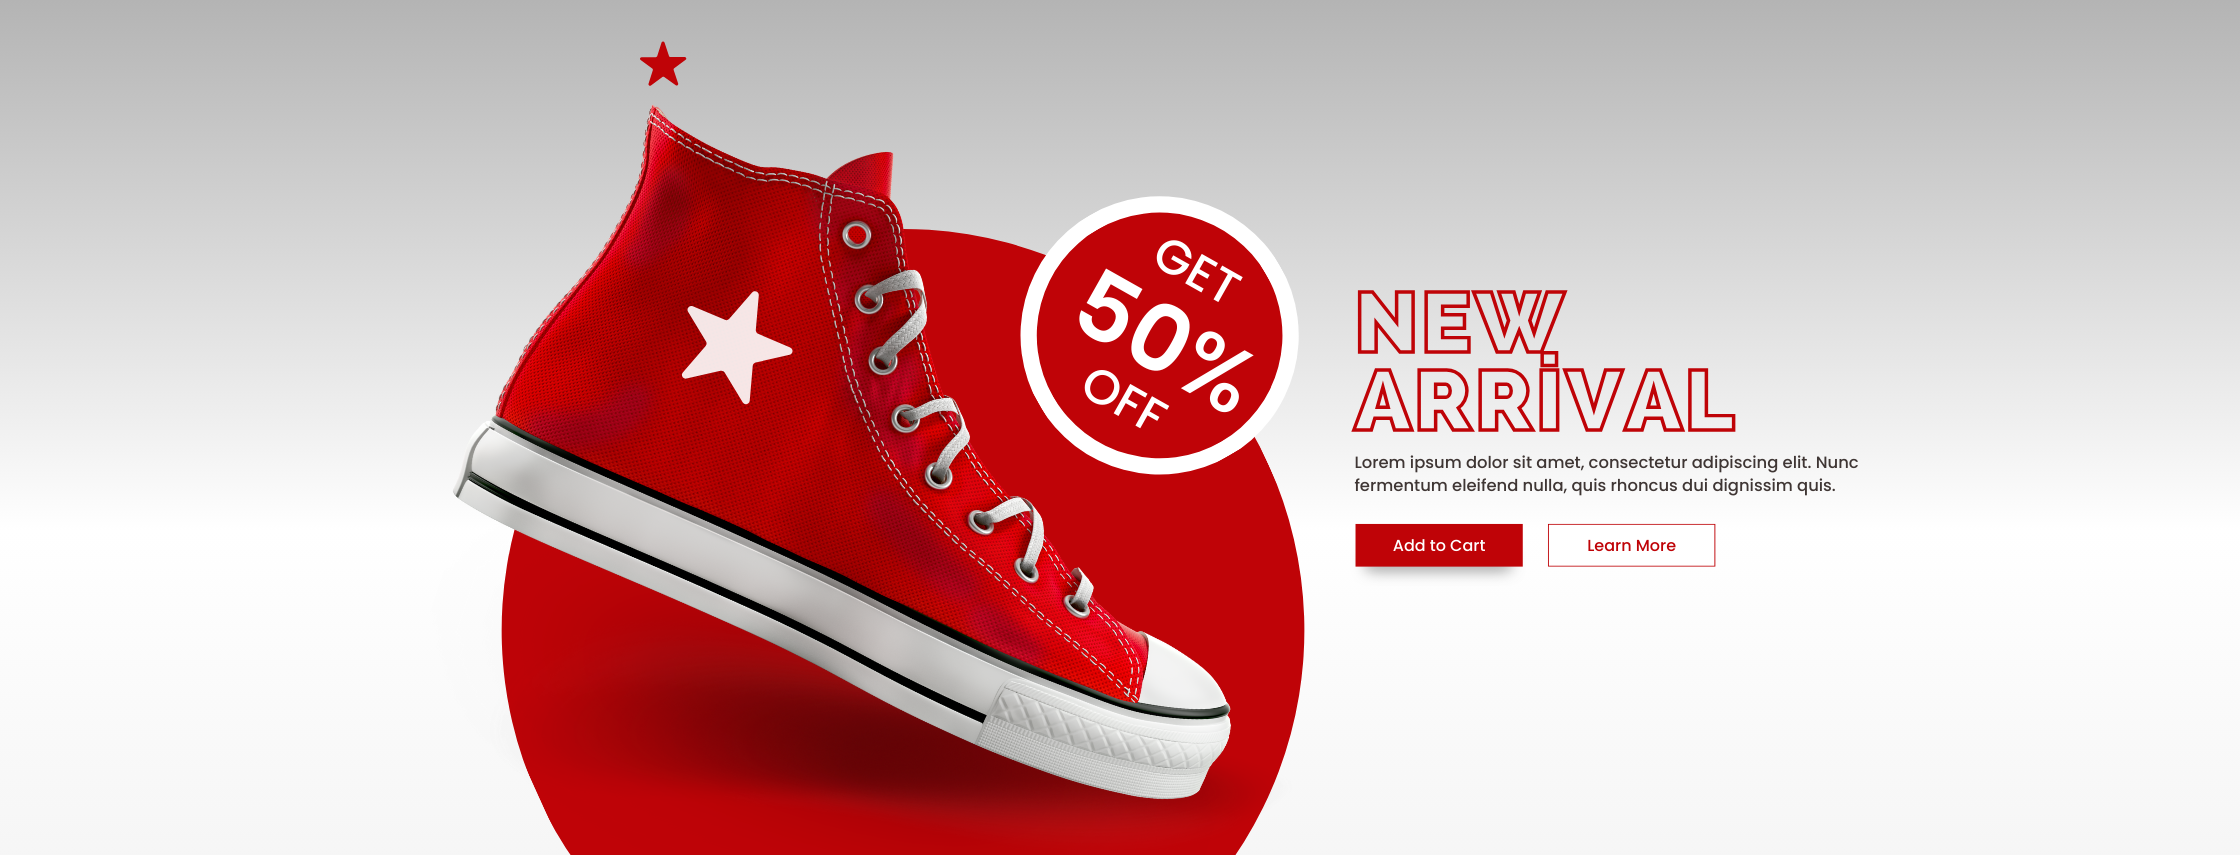 GET
50%
OFF
NEW
ARRİVAL
Lorem ipsum dolor sit amet, consectetur adipiscing elit. Nunc
fermentum eleifend nulla, quis rhoncus dui dignissim quis.
Add to Cart
Learn More